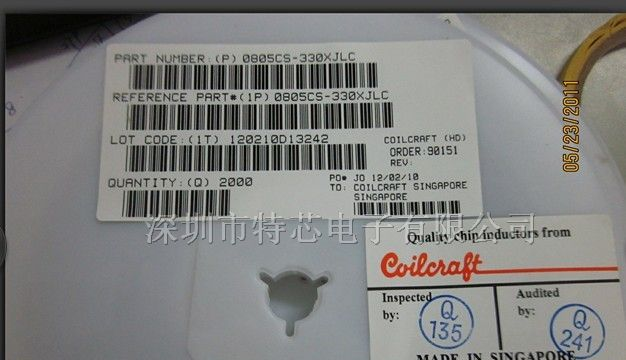 PART NUMBER:(P) 0805CS-330XJLC
REFERENCE PART#(1P) 0805CS-330XJLC
LOT CODE:(1T) 120210D13242
COILCRAFT (HD)
ORDER:90151
REV:
QUANTITY:(Q) 2000
PO# JO 12/02/10
TO: COILCRAFT SINGAPORE
SINGAPORE
深圳市特芯电子有限公司
Quality chip inductors from
Coilcraft
Inspected by:
Q
135
Audited by:
Q
241
MADE IN SINGAPORE
05/23/2011